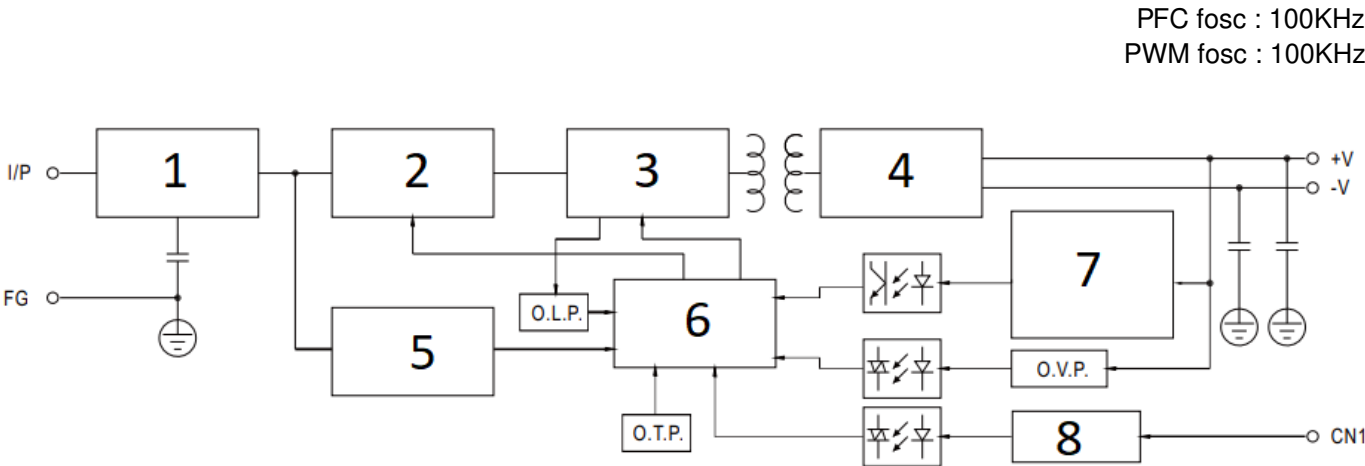 PFC fosc : 100KHz
PWM fosc : 100KHz
1
2
3
4
I/P
+V
-V
7
FG
O.L.P.
6
5
O.V.P.
O.T.P.
8
CN1